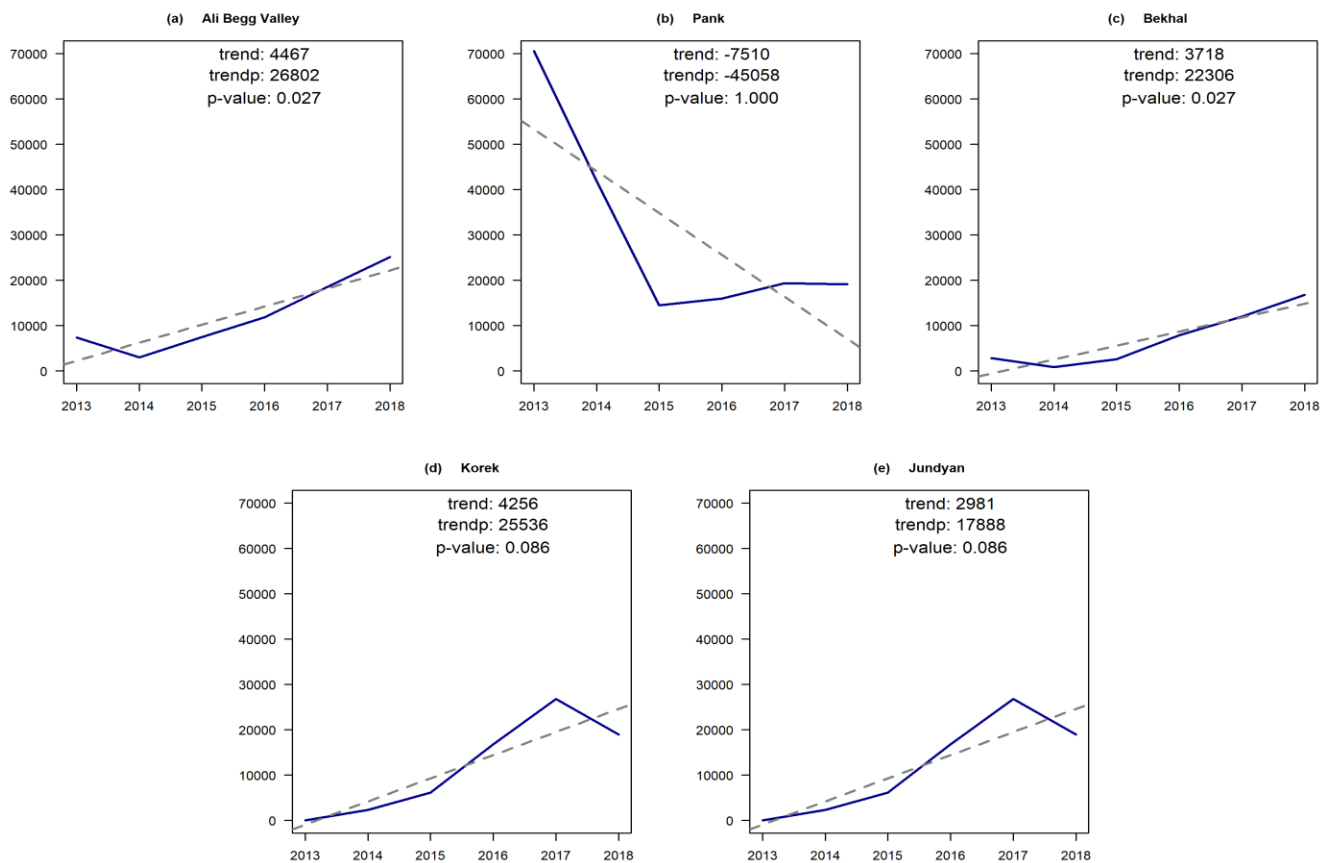 (a) Ali Begg Valley
trend: 4467
trendp: 26802
p-value: 0.027
70000
60000
50000
40000
30000
20000
10000
0
2013 2014 2015 2016 2017 2018
(b) Pank
trend: -7510
trendp: -45058
p-value: 1.000
70000
60000
50000
40000
30000
20000
10000
0
2013 2014 2015 2016 2017 2018
(c) Bekhal
trend: 3718
trendp: 22306
p-value: 0.027
70000
60000
50000
40000
30000
20000
10000
0
2013 2014 2015 2016 2017 2018
(d) Korek
trend: 4256
trendp: 25536
p-value: 0.086
70000
60000
50000
40000
30000
20000
10000
0
2013 2014 2015 2016 2017 2018
(e) Jundyan
trend: 2981
trendp: 17888
p-value: 0.086
70000
60000
50000
40000
30000
20000
10000
0
2013 2014 2015 2016 2017 2018